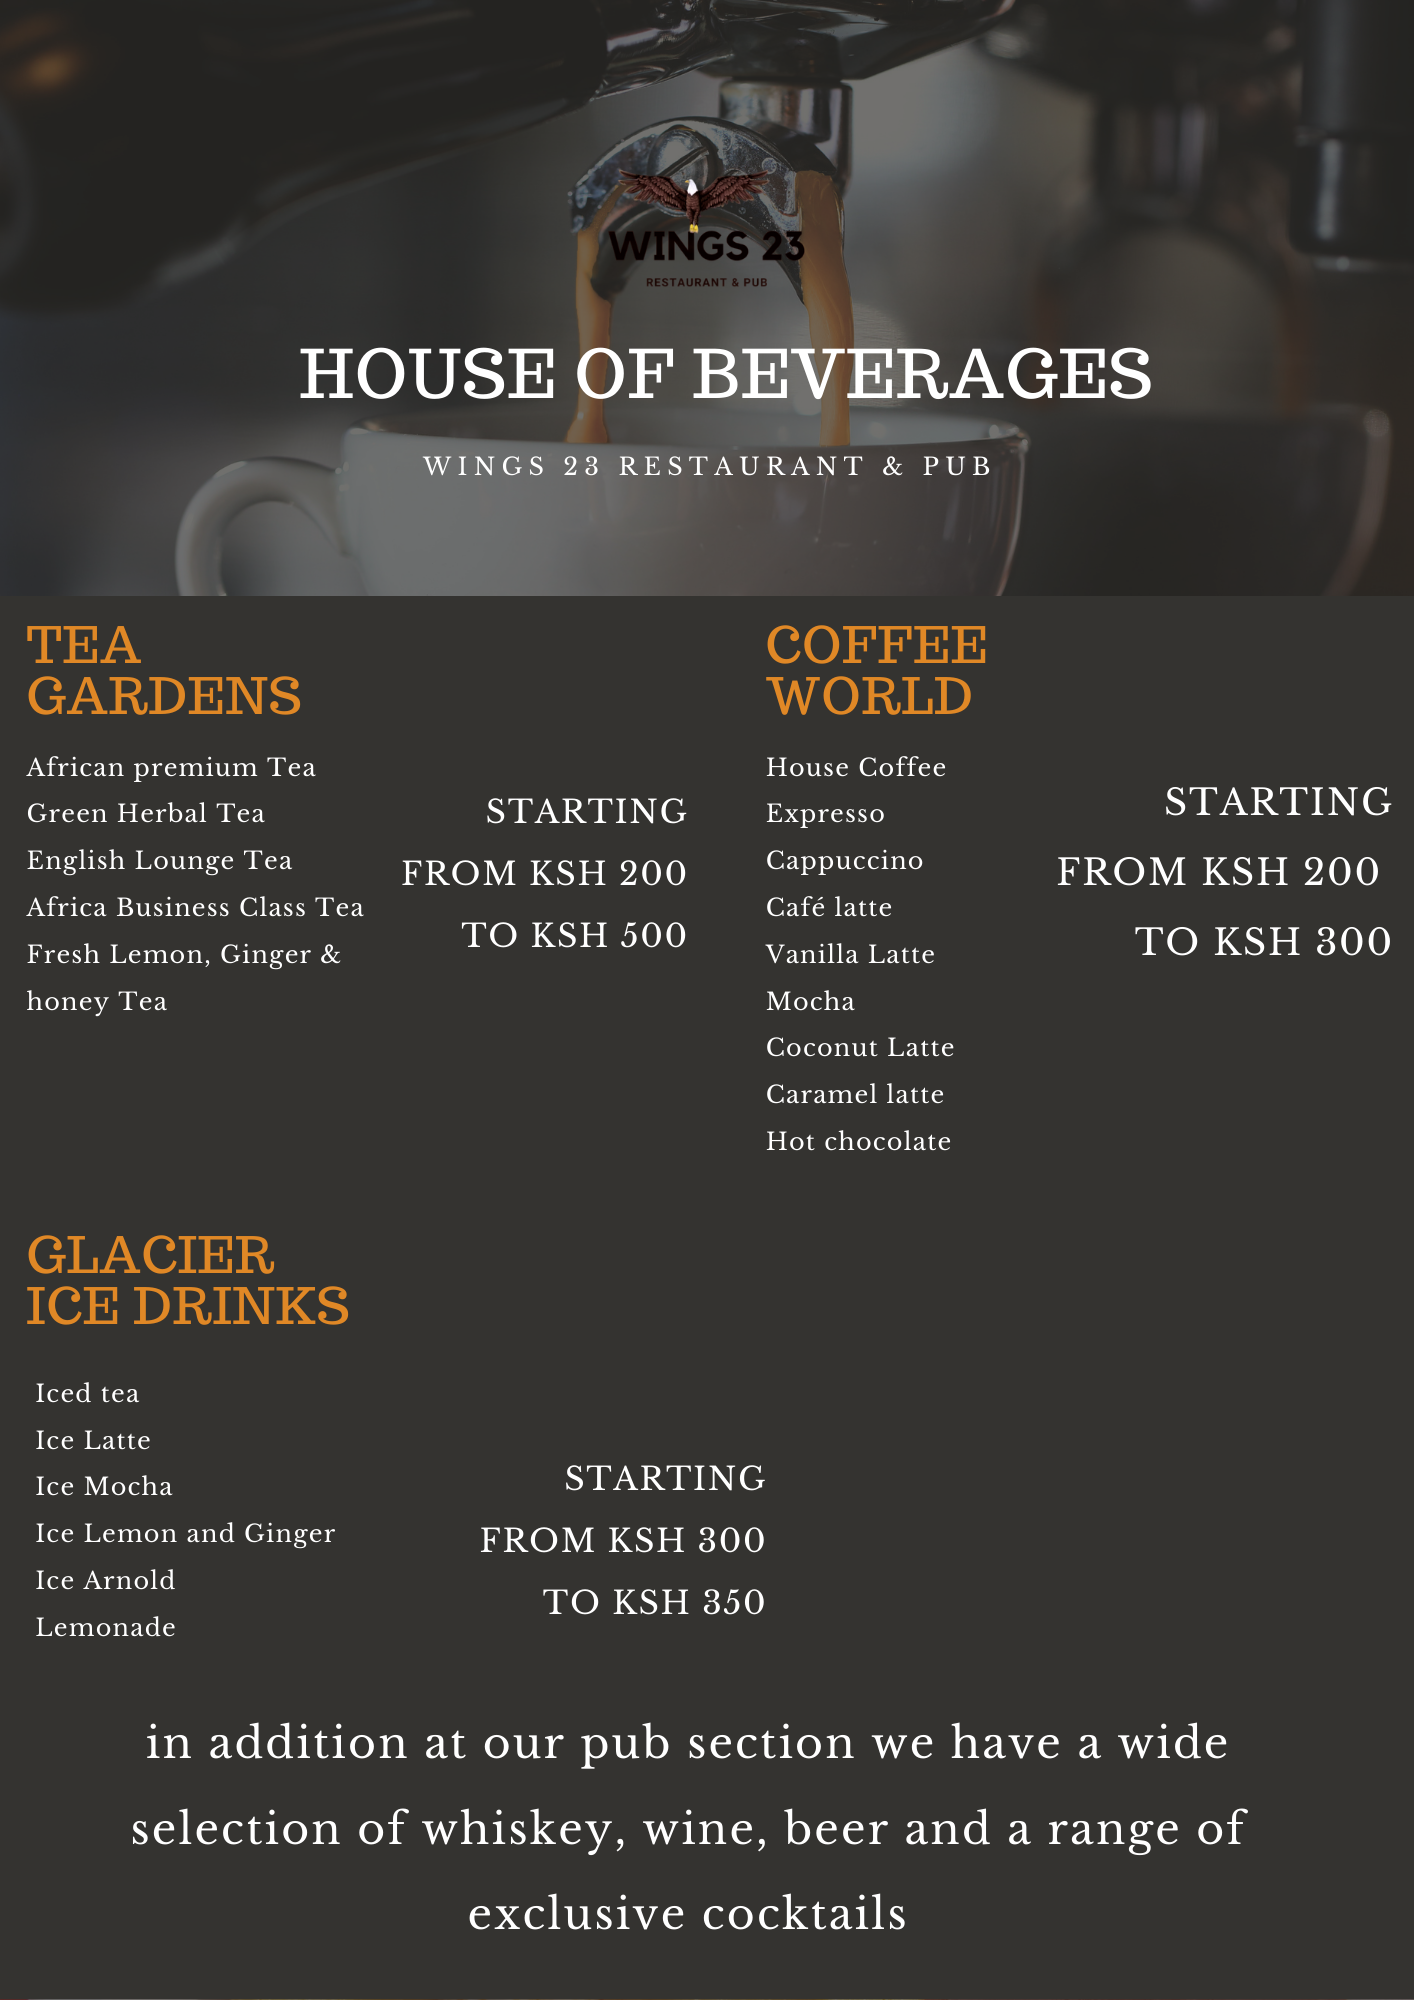 WINGS 23
RESTAURANT & PUB
HOUSE OF BEVERAGES
WINGS 23 RESTAURANT & PUB
TEA
GARDENS
African premium Tea
Green Herbal Tea
English Lounge Tea
Africa Business Class Tea
Fresh Lemon, Ginger &
honey Tea
STARTING
FROM KSH 200
TO KSH 500
COFFEE
WORLD
House Coffee
Expresso
Cappuccino
Café latte
Vanilla Latte
Mocha
Coconut Latte
Caramel latte
Hot chocolate
STARTING
FROM KSH 200
TO KSH 300
GLACIER
ICE DRINKS
Iced tea
Ice Latte
Ice Mocha
Ice Lemon and Ginger
Ice Arnold
Lemonade
STARTING
FROM KSH 300
TO KSH 350
in addition at our pub section we have a wide
selection of whiskey, wine, beer and a range of
exclusive cocktails